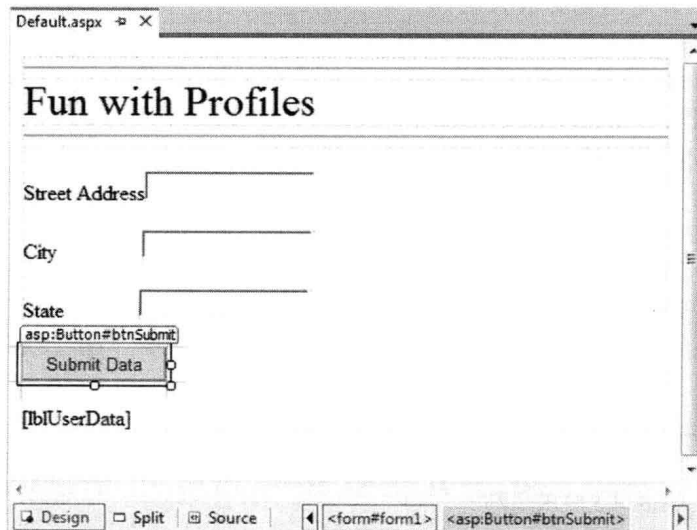 Default.aspx
Fun with Profiles
Street Address
City
State
asp:Button#btnSubmit
Submit Data
[lblUserData]
Design Split Source <form#form1> <asp:Button#btnSubmit>